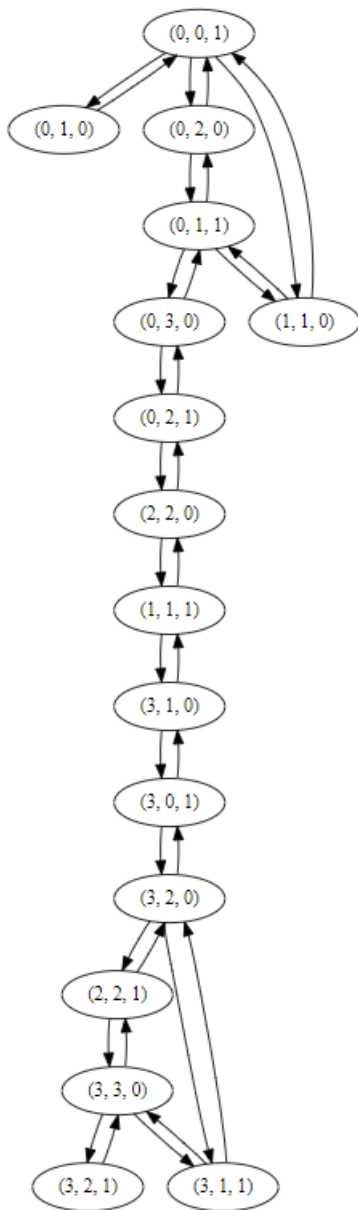 (0, 0, 1)
(0, 1, 0)
(0, 2, 0)
(0, 1, 1)
(0, 3, 0)
(1, 1, 0)
(0, 2, 1)
(2, 2, 0)
(1, 1, 1)
(3, 1, 0)
(3, 0, 1)
(3, 2, 0)
(2, 2, 1)
(3, 3, 0)
(3, 2, 1)
(3, 1, 1)